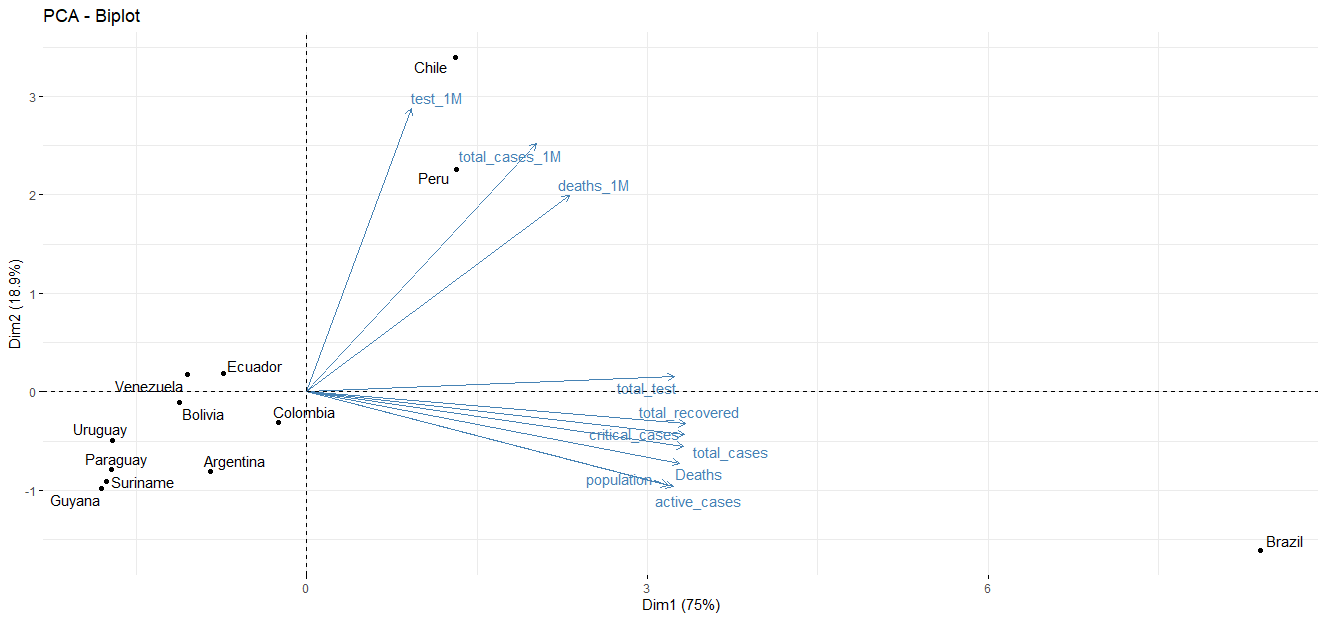 PCA - Biplot
Chile
test_1M
3
total_cases_1M
Peru
deaths_1M
2
Dim2 (18.9%)
1
Ecuador
Venezuela
total_test
0
Bolivia
Colombia
total_recovered
Uruguay
critical_cases
total_cases
Paraguay
Argentina
Deaths
Suriname
population
-1
Guyana
active_cases
Brazil
0
3
6
Dim1 (75%)